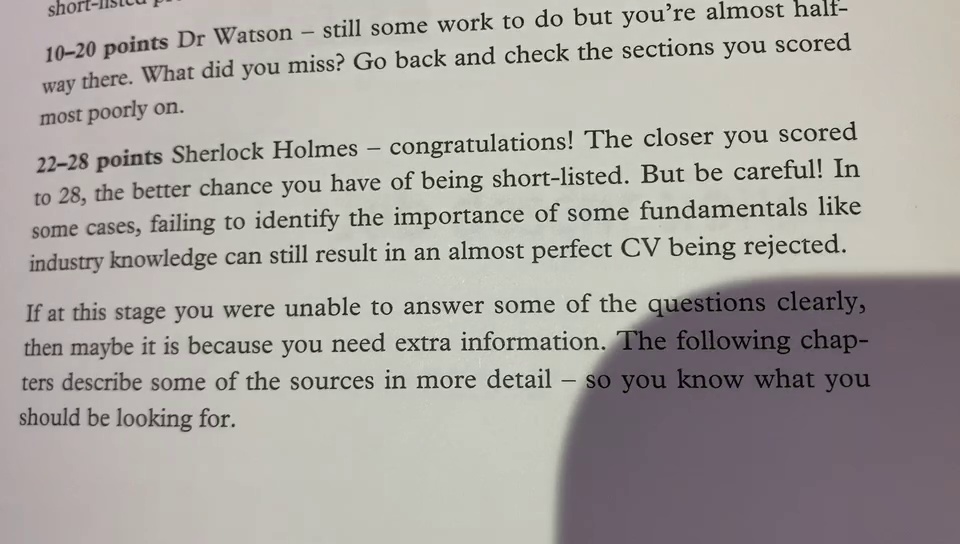 short-listed
10–20 points Dr Watson – still some work to do but you’re almost half-
way there. What did you miss? Go back and check the sections you scored
most poorly on.
22–28 points Sherlock Holmes – congratulations! The closer you scored
to 28, the better chance you have of being short-listed. But be careful! In
some cases, failing to identify the importance of some fundamentals like
industry knowledge can still result in an almost perfect CV being rejected.
If at this stage you were unable to answer some of the questions clearly,
then maybe it is because you need extra information. The following chap-
ters describe some of the sources in more detail – so you know what you
should be looking for.